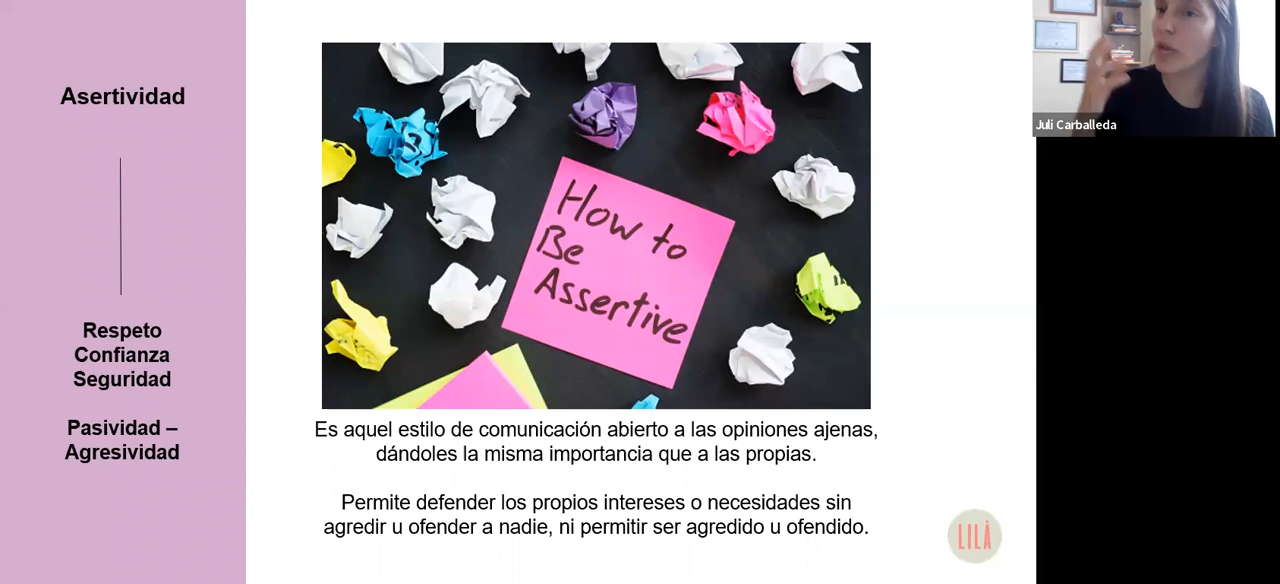 Asertividad
Respeto
Confianza
Seguridad
Pasividad –
Agresividad
How to
Be
Assertive
Es aquel estilo de comunicación abierto a las opiniones ajenas,
dándoles la misma importancia que a las propias.
Permite defender los propios intereses o necesidades sin
agredir u ofender a nadie, ni permitir ser agredido u ofendido.
LILÀ
Juli Carballeda